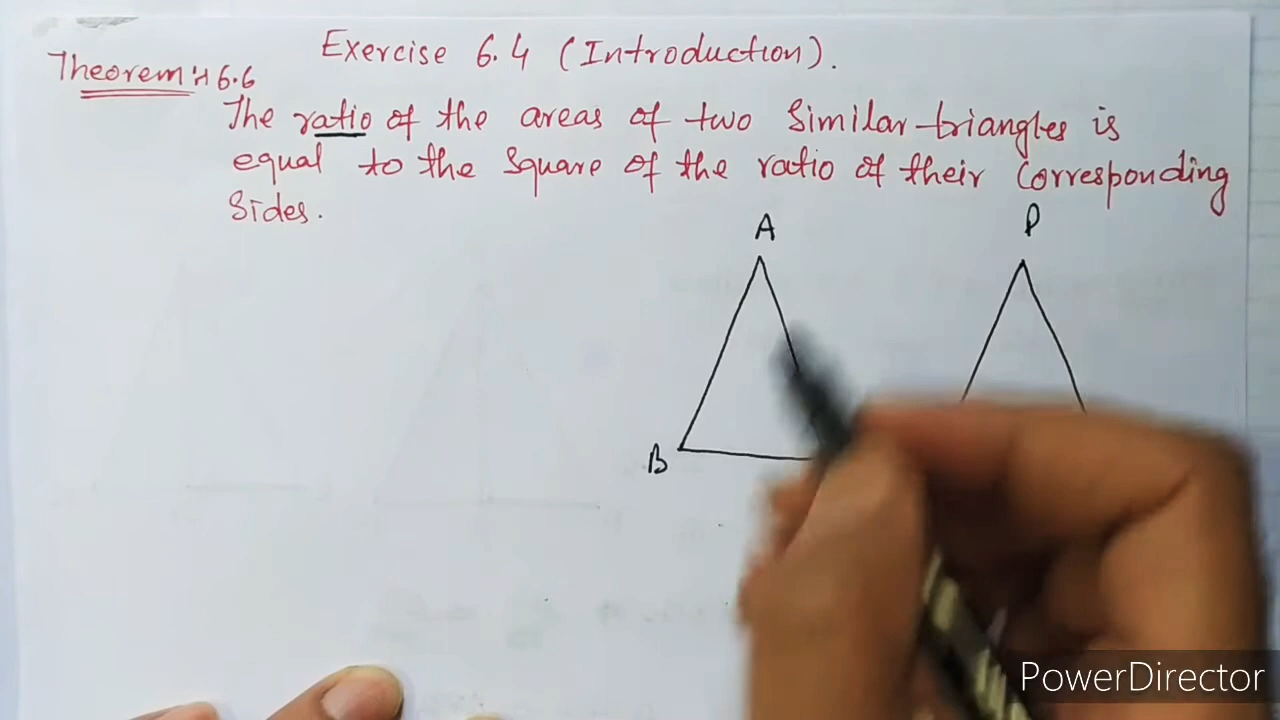 Exercise 6.4 (Introduction).
Theorem:- 6.6
The ratio of the areas of two Similar triangles is
equal to the Square of the ratio of their Corresponding
Sides.
A P
B
PowerDirector